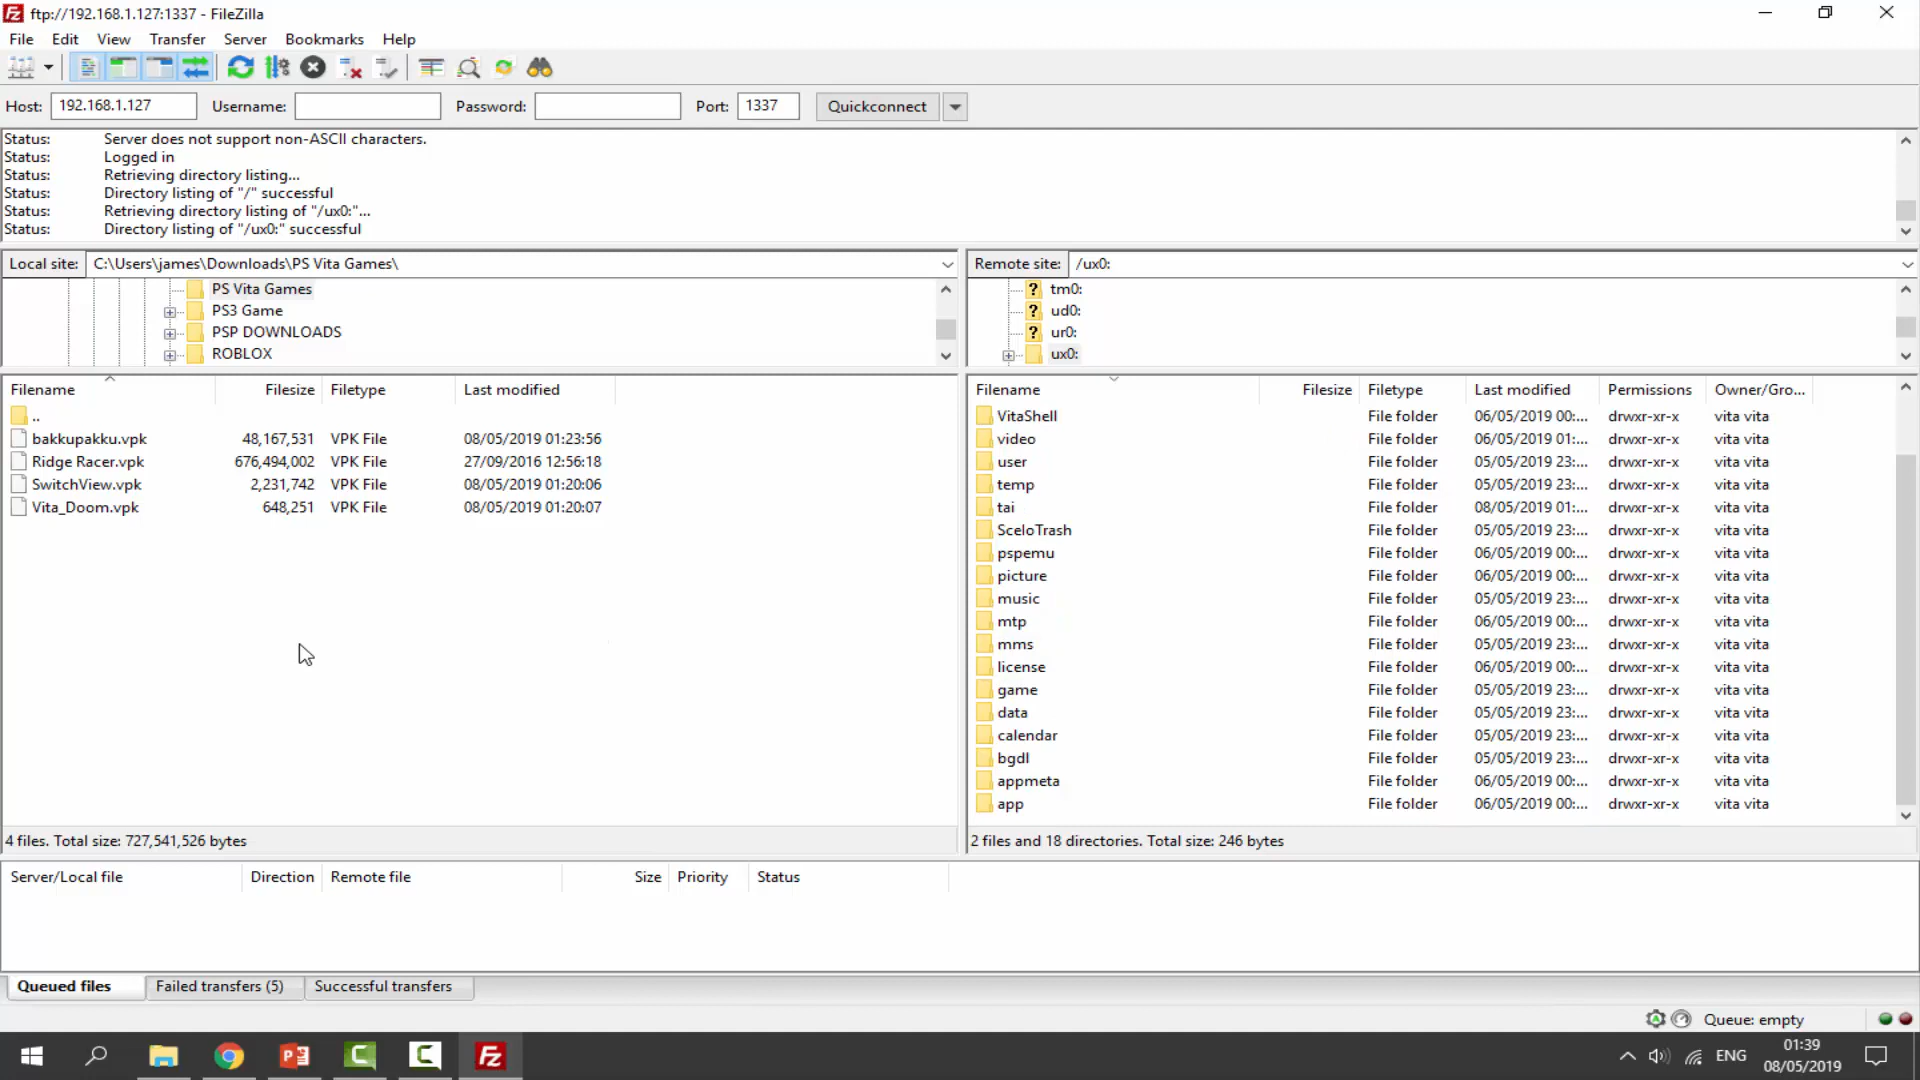 ftp://192.168.1.127:1337 - FileZilla
File Edit View Transfer Server Bookmarks Help
Host: 192.168.1.127 Username: Password: Port: 1337 Quickconnect
Status: Server does not support non-ASCII characters.
Status: Logged in
Status: Retrieving directory listing...
Status: Directory listing of "/" successful
Status: Retrieving directory listing of "/ux0:"...
Status: Directory listing of "/ux0:" successful
Local site: C:\Users\james\Downloads\PS Vita Games\
PS Vita Games
PS3 Game
PSP DOWNLOADS
ROBLOX
Filename Filesize Filetype Last modified
..
bakkupakku.vpk 48,167,531 VPK File 08/05/2019 01:23:56
Ridge Racer.vpk 676,494,002 VPK File 27/09/2016 12:56:18
SwitchView.vpk 2,231,742 VPK File 08/05/2019 01:20:06
Vita_Doom.vpk 648,251 VPK File 08/05/2019 01:20:07
4 files. Total size: 727,541,526 bytes
Remote site: /ux0:
tm0:
ud0:
ur0:
ux0:
Filename Filesize Filetype Last modified Permissions Owner/Gro...
VitaShell File folder 06/05/2019 00:... drwxr-xr-x vita vita
video File folder 06/05/2019 01:... drwxr-xr-x vita vita
user File folder 05/05/2019 23:... drwxr-xr-x vita vita
temp File folder 05/05/2019 23:... drwxr-xr-x vita vita
tai File folder 08/05/2019 01:... drwxr-xr-x vita vita
SceIoTrash File folder 05/05/2019 23:... drwxr-xr-x vita vita
pspemu File folder 06/05/2019 00:... drwxr-xr-x vita vita
picture File folder 06/05/2019 00:... drwxr-xr-x vita vita
music File folder 05/05/2019 23:... drwxr-xr-x vita vita
mtp File folder 06/05/2019 00:... drwxr-xr-x vita vita
mms File folder 05/05/2019 23:... drwxr-xr-x vita vita
license File folder 06/05/2019 00:... drwxr-xr-x vita vita
game File folder 05/05/2019 23:... drwxr-xr-x vita vita
data File folder 05/05/2019 23:... drwxr-xr-x vita vita
calendar File folder 05/05/2019 23:... drwxr-xr-x vita vita
bgdl File folder 05/05/2019 23:... drwxr-xr-x vita vita
appmeta File folder 06/05/2019 00:... drwxr-xr-x vita vita
app File folder 06/05/2019 00:... drwxr-xr-x vita vita
2 files and 18 directories. Total size: 246 bytes
Server/Local file Direction Remote file Size Priority Status
Queued files Failed transfers (5) Successful transfers
Queue: empty
ENG
01:39
08/05/2019